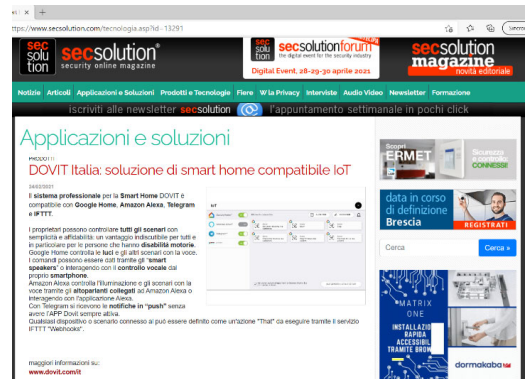 ttps://www.secsolution.com/tecnologia.asp?id=13291
sec
solu
tion
secsolution®
security online magazine
sec
solu
tion
secsolutionforum
the digital event for the security industry
Digital Event, 28-29-30 aprile 2021
secsolution
magazine
novità editoriale
Notizie Articoli Applicazioni e Soluzioni Prodotti e Tecnologie Fiere W la Privacy Interviste Audio Video Newsletter Formazione
iscriviti alle newsletter secsolution l'appuntamento settimanale in pochi click
Applicazioni e soluzioni
PRODOTTI
DOVIT Italia: soluzione di smart home compatibile IoT
24/03/2021
Il sistema professionale per la Smart Home DOVIT è
compatibile con Google Home, Amazon Alexa, Telegram
e IFTTT.
I proprietari possono controllare tutti gli scenari con
semplicità e affidabilità: un vantaggio indiscutibile per tutti e
in particolare per le persone che hanno disabilità motorie.
Google Home controlla le luci e gli altri scenari con la voce.
I comandi possono essere dati tramite gli "smart
speakers" o interagendo con il controllo vocale dal
proprio smartphone.
Amazon Alexa controlla l'illuminazione e gli scenari con la
voce tramite gli altoparlanti collegati ad Amazon Alexa o
interagendo con l'applicazione Alexa.
Con Telegram si ricevono le notifiche in "push" senza
avere l'APP Dovit sempre attiva.
Qualsiasi dispositivo o scenario connesso al può essere definito come un'azione "That" da eseguire tramite il servizio
IFTTT "Webhooks".
maggiori informazioni su:
www.dovit.com/it
IOT
Scopri
ERMET
Sicurezza
e controllo
CONNESSI!
data in corso
di definizione
Brescia
REGISTRATI
Cerca
Cerca »
MATRIX
ONE
INSTALLAZIO
RAPIDA
ACCESSIBIL
TRAMITE BROW
dormakaba